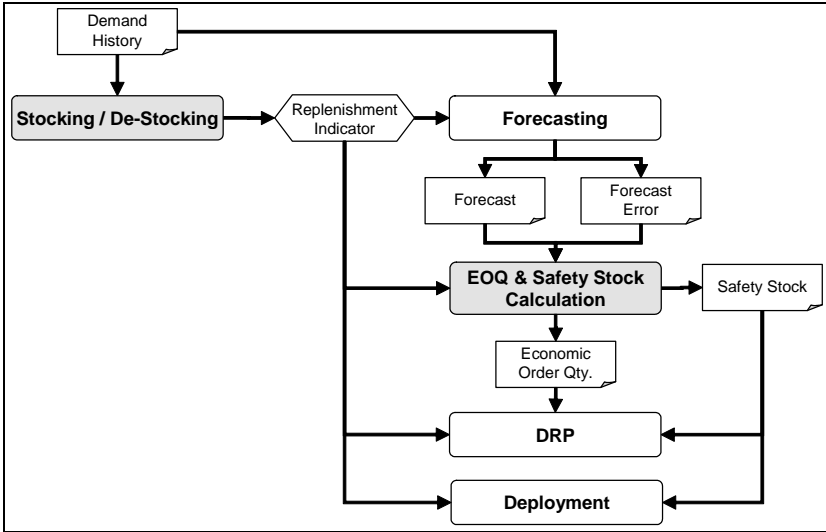 Demand
History
Stocking / De-Stocking
Replenishment
Indicator
Forecasting
Forecast
Forecast
Error
EOQ & Safety Stock
Calculation
Safety Stock
Economic
Order Qty.
DRP
Deployment